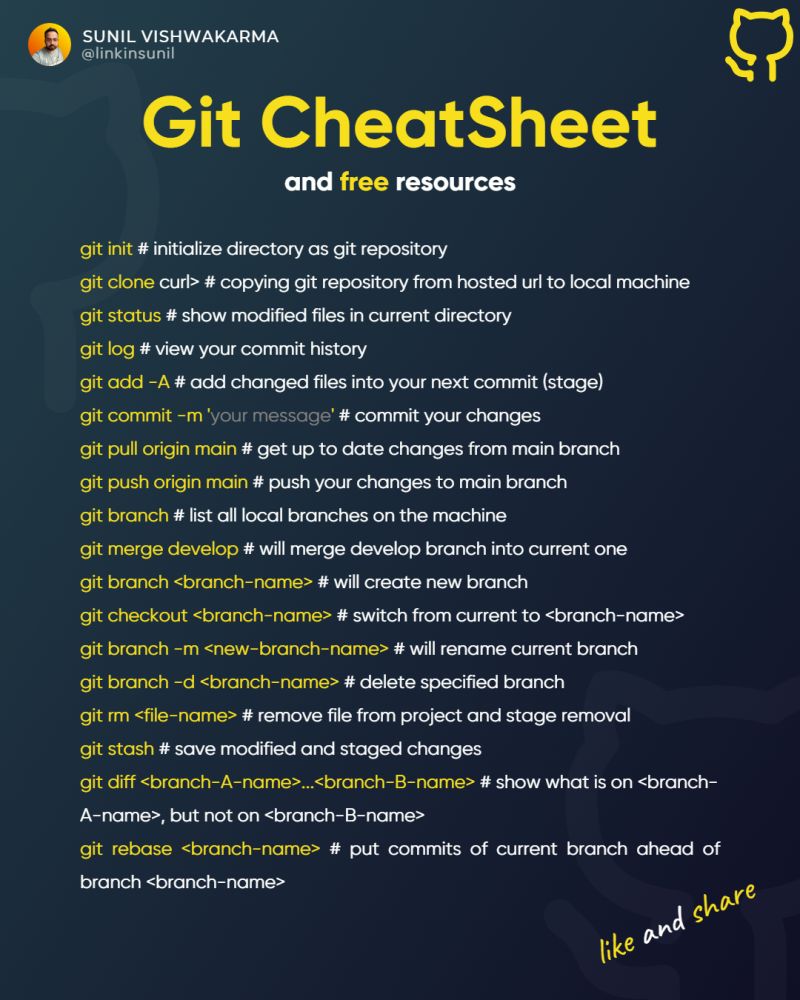 SUNIL VISHWAKARMA
@linkinsunil
Git CheatSheet
and free resources
git init # initialize directory as git repository
git clone curl> # copying git repository from hosted url to local machine
git status # show modified files in current directory
git log # view your commit history
git add -A # add changed files into your next commit (stage)
git commit -m 'your message' # commit your changes
git pull origin main # get up to date changes from main branch
git push origin main # push your changes to main branch
git branch # list all local branches on the machine
git merge develop # will merge develop branch into current one
git branch <branch-name> # will create new branch
git checkout <branch-name> # switch from current to <branch-name>
git branch -m <new-branch-name> # will rename current branch
git branch -d <branch-name> # delete specified branch
git rm <file-name> # remove file from project and stage removal
git stash # save modified and staged changes
git diff <branch-A-name>...<branch-B-name> # show what is on <branch-
A-name>, but not on <branch-B-name>
git rebase <branch-name> # put commits of current branch ahead of
branch <branch-name>
like and share